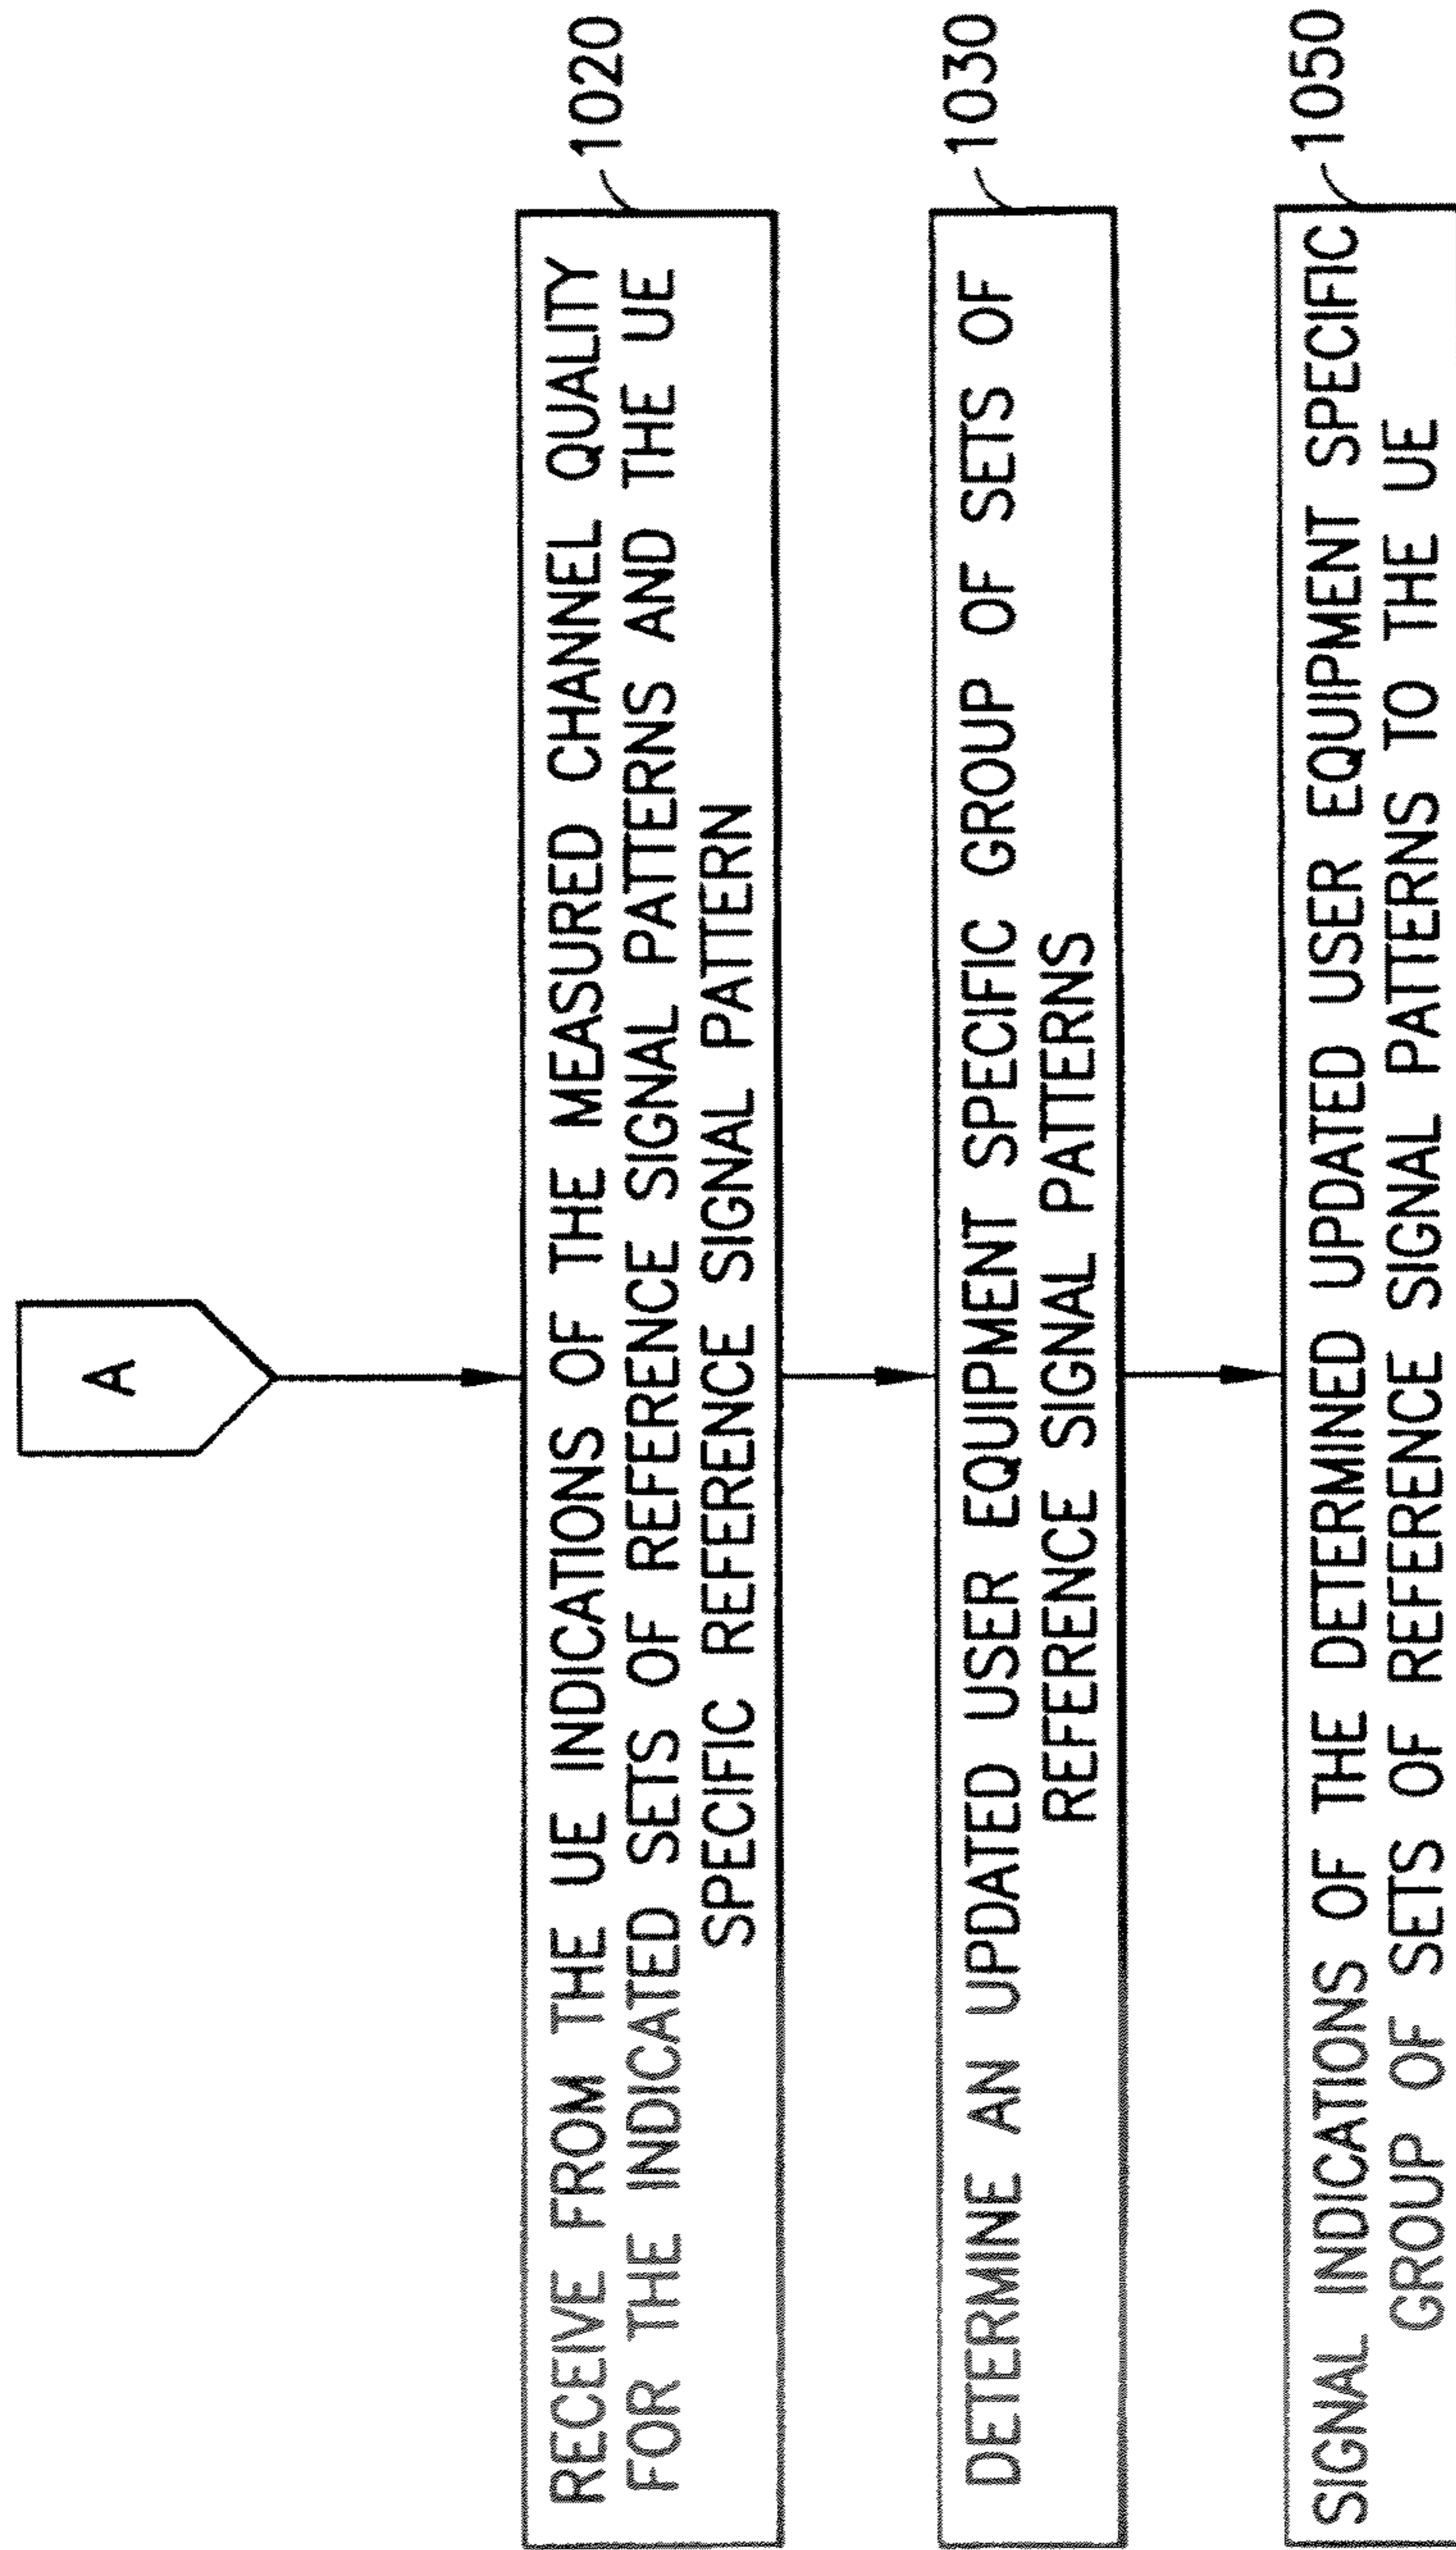 A
RECEIVE FROM THE UE INDICATIONS OF THE MEASURED CHANNEL QUALITY
FOR THE INDICATED SETS OF REFERENCE SIGNAL PATTERNS AND THE UE
SPECIFIC REFERENCE SIGNAL PATTERN
1020
DETERMINE AN UPDATED USER EQUIPMENT SPECIFIC GROUP OF SETS OF
REFERENCE SIGNAL PATTERNS
1030
SIGNAL INDICATIONS OF THE DETERMINED UPDATED USER EQUIPMENT SPECIFIC
GROUP OF SETS OF REFERENCE SIGNAL PATTERNS TO THE UE
1050